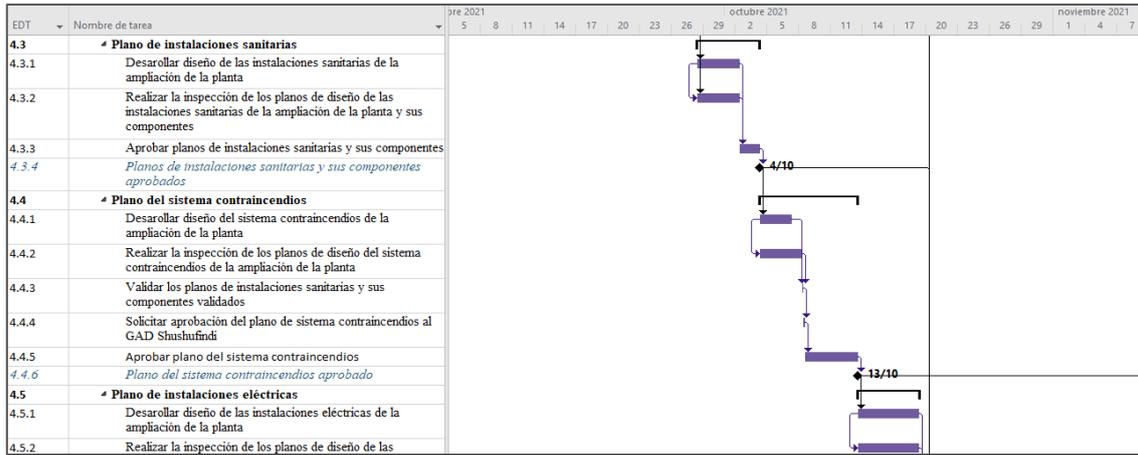 EDT Nombre de tarea
bre 2021 octubre 2021 noviembre 2021
5 8 11 14 17 20 23 26 29 2 5 8 11 14 17 20 23 26 29 1 4 7
4.3 Plano de instalaciones sanitarias
4.3.1 Desarollar diseño de las instalaciones sanitarias de la
ampliación de la planta
4.3.2 Realizar la inspección de los planos de diseño de las
instalaciones sanitarias de la ampliación de la planta y sus
componentes
4.3.3 Aprobar planos de instalaciones sanitarias y sus componentes
4.3.4 Planos de instalaciones sanitarias y sus componentes
aprobados
4/10
4.4 Plano del sistema contraincendios
4.4.1 Desarollar diseño del sistema contraincendios de la
ampliación de la planta
4.4.2 Realizar la inspección de los planos de diseño del sistema
contraincendios de la ampliación de la planta
4.4.3 Validar los planos de instalaciones sanitarias y sus
componentes validados
4.4.4 Solicitar aprobación del plano de sistema contraincendios al
GAD Shushufindi
4.4.5 Aprobar plano del sistema contraincendios
4.4.6 Plano del sistema contraincendios aprobado
13/10
4.5 Plano de instalaciones eléctricas
4.5.1 Desarollar diseño de las instalaciones eléctricas de la
ampliación de la planta
4.5.2 Realizar la inspección de los planos de diseño de las